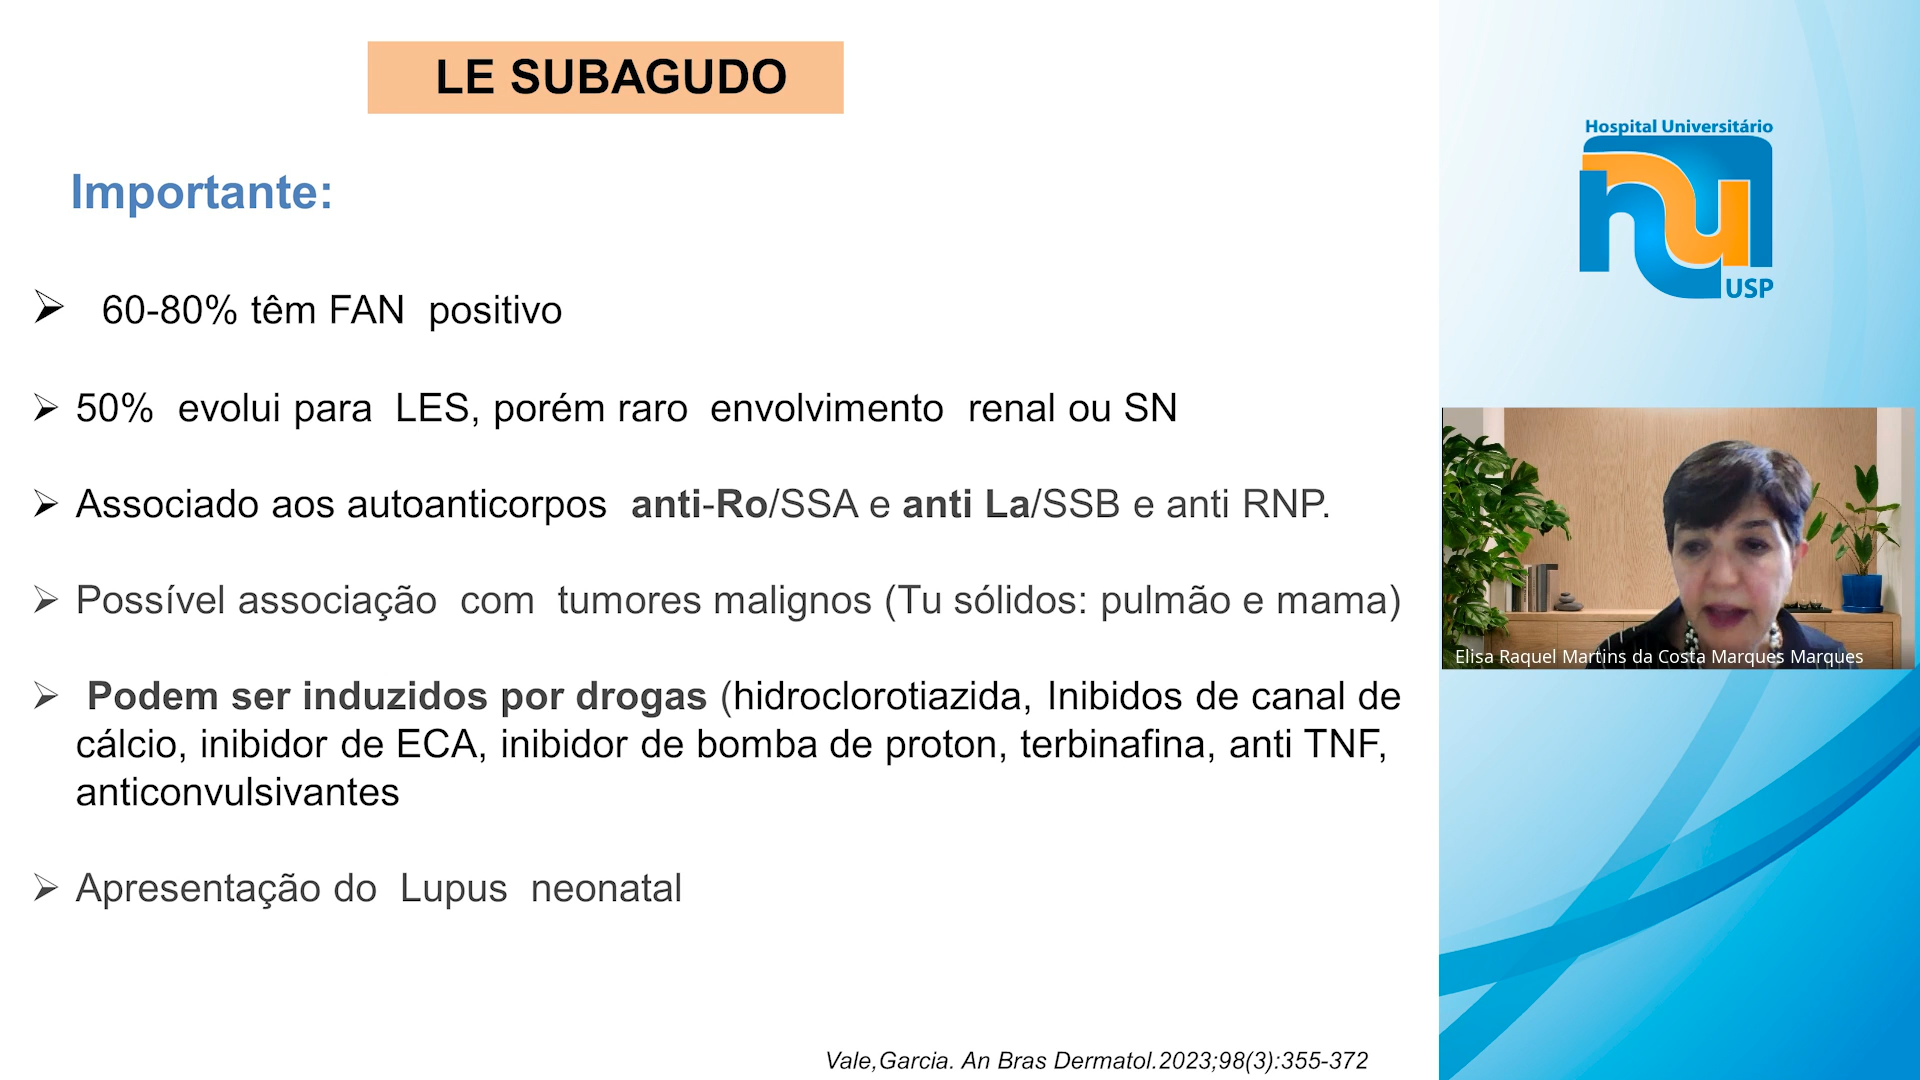 LE SUBAGUDO
Importante:
60-80% têm FAN positivo
50% evolui para LES, porém raro envolvimento renal ou SN
Associado aos autoanticorpos anti-Ro/SSA e anti La/SSB e anti RNP.
Possível associação com tumores malignos (Tu sólidos: pulmão e mama)
Podem ser induzidos por drogas (hidroclorotiazida, Inibidos de canal de
cálcio, inibidor de ECA, inibidor de bomba de proton, terbinafina, anti TNF,
anticonvulsivantes
Apresentação do Lupus neonatal
Vale,Garcia. An Bras Dermatol.2023;98(3):355-372
Hospital Universitário
hu
USP
Elisa Raquel Martins da Costa Marques Marques